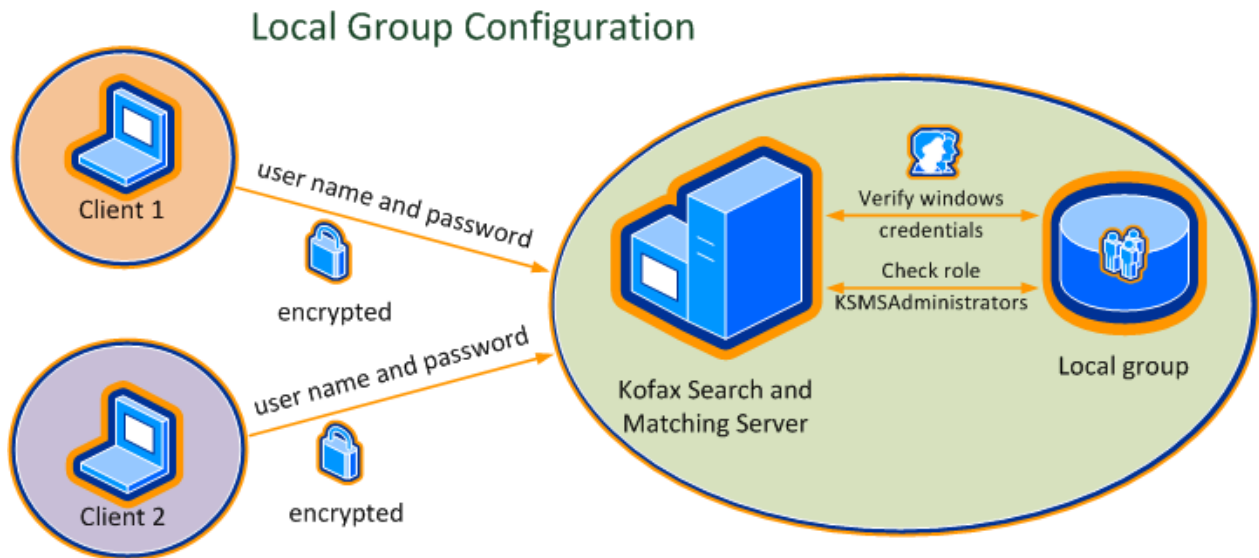 Local Group Configuration
Client 1
user name and password
encrypted
Client 2
user name and password
encrypted
Kofax Search and
Matching Server
Verify windows
credentials
Check role
KSMSAdministrators
Local group